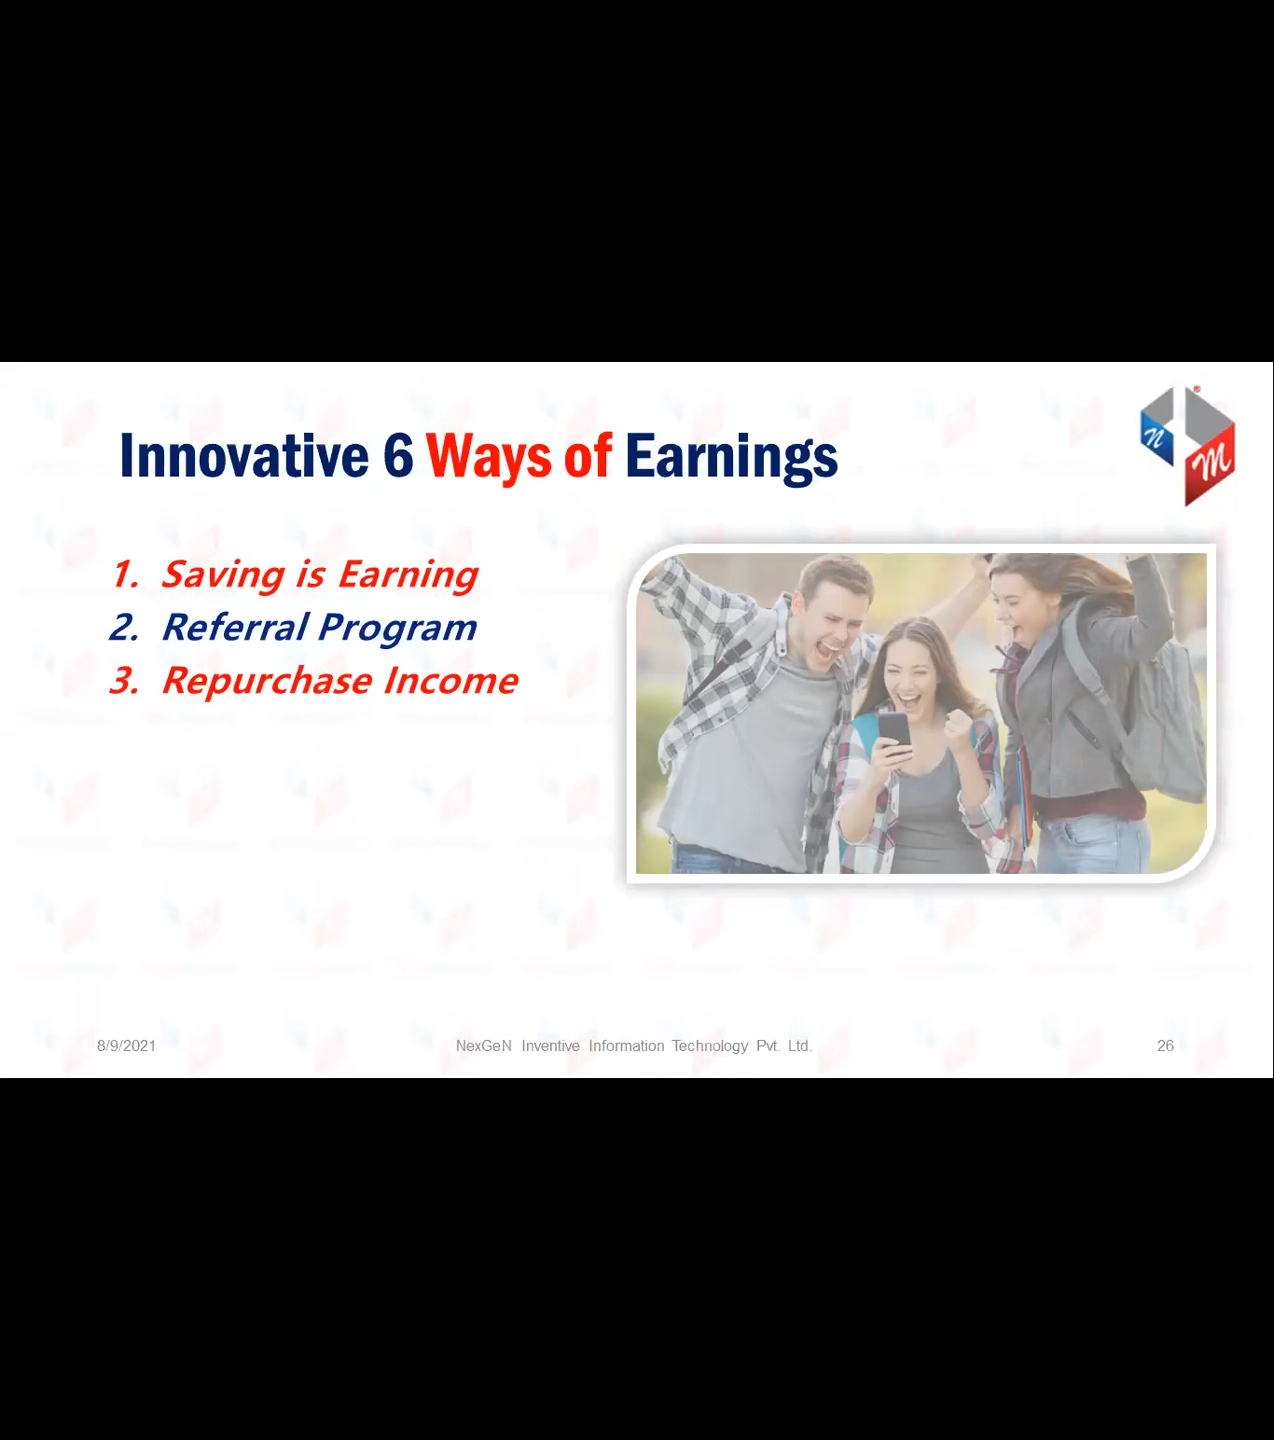 Innovative 6 Ways of Earnings
1. Saving is Earning
2. Referral Program
3. Repurchase Income
n
m
®
8/9/2021
NexGeN Inventive Information Technology Pvt. Ltd.
26